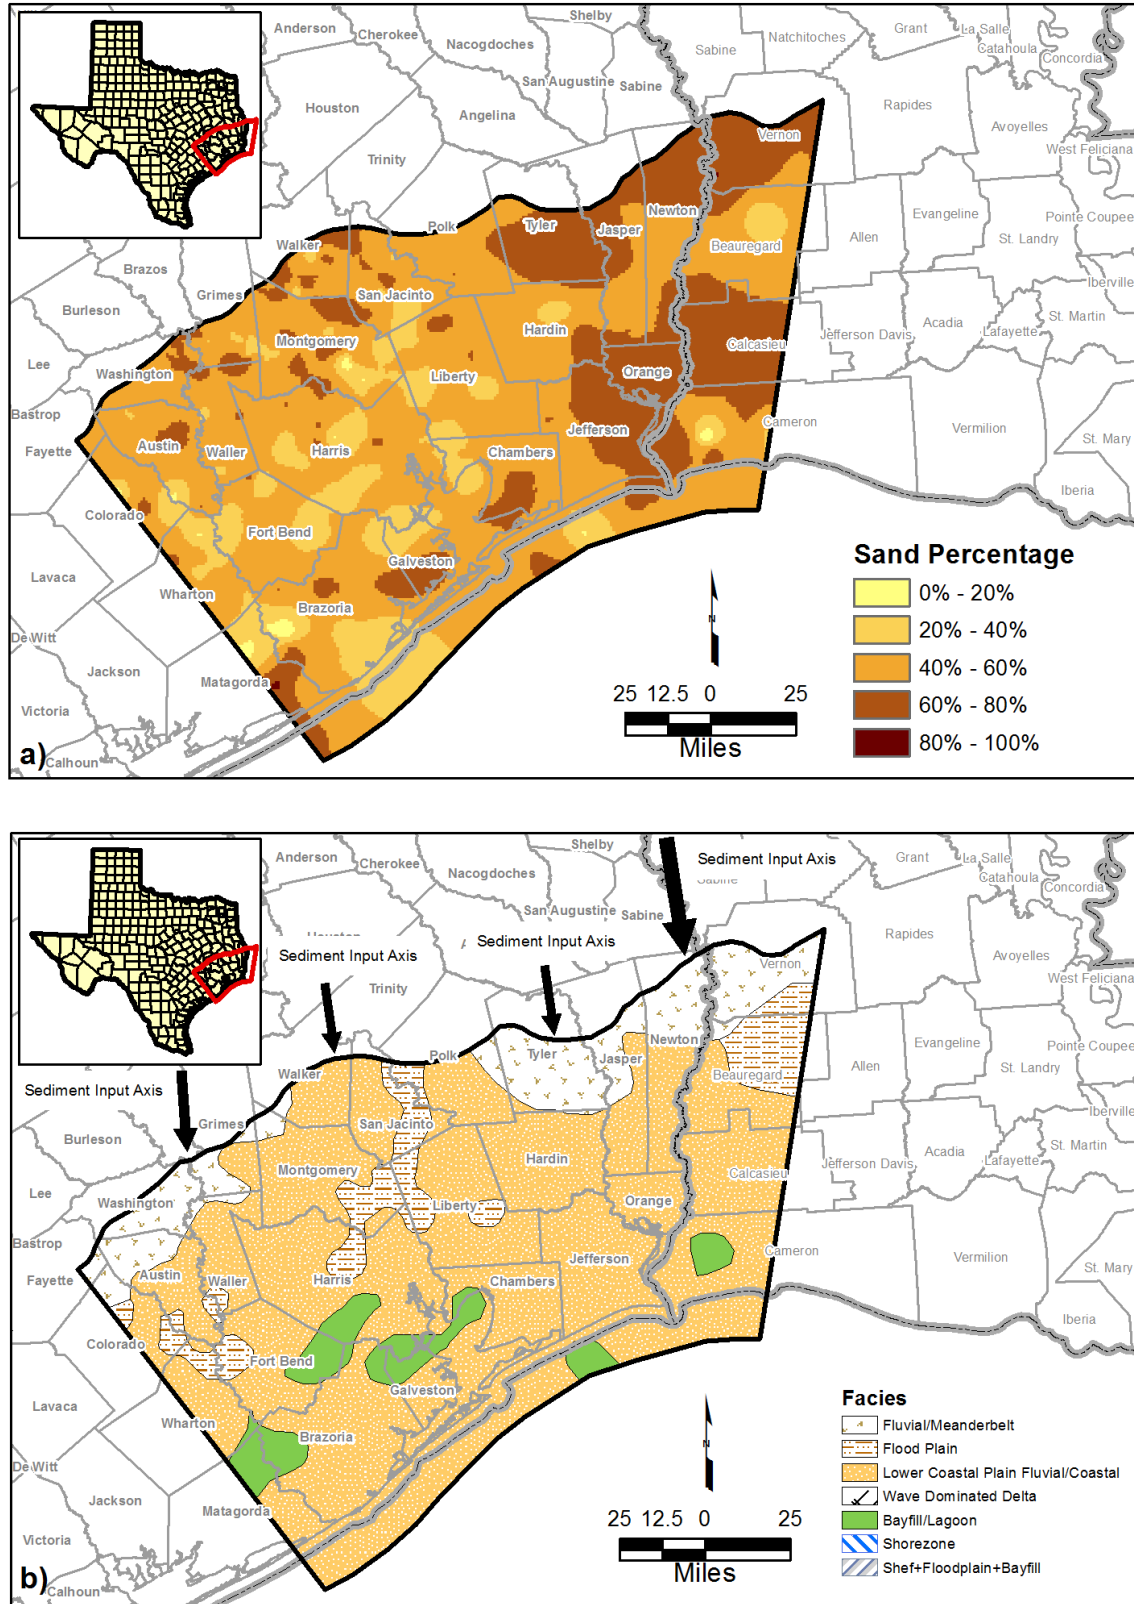 Shelby
Anderson
Cherokee
Nacogdoches
Sabine
Natchitoches
Grant
La Salle
Catahoula
Concordia
San Augustine
Sabine
Houston
Angelina
Rapides
Avoyelles
Vernon
West Feliciana
Trinity
Evangeline
Pointe Coupee
Newton
Tyler
Jasper
Polk
Walker
Beauregard
Allen
St. Landry
Brazos
Grimes
San Jacinto
Iberville
Burleson
Hardin
St. Martin
Montgomery
Calcasieu
Jefferson Davis
Acadia
Lafayette
Lee
Washington
Liberty
Orange
Bastrop
Fayette
Austin
Waller
Harris
Chambers
Jefferson
Cameron
Vermilion
St. Mary
Iberia
Colorado
Fort Bend
Galveston
Lavaca
Wharton
Brazoria
De Witt
Jackson
Matagorda
Victoria
Calhoun
N
25 12.5 0 25
Miles
Sand Percentage
0% - 20%
20% - 40%
40% - 60%
60% - 80%
80% - 100%
a)
Shelby
Sediment Input Axis
Anderson
Cherokee
Nacogdoches
Sabine
Grant
La Salle
Catahoula
Concordia
San Augustine
Sabine
Houston
Sediment Input Axis
Sediment Input Axis
Rapides
Avoyelles
Vernon
West Feliciana
Trinity
Newton
Tyler
Jasper
Polk
Walker
Beauregard
Allen
Evangeline
Pointe Coupee
St. Landry
Sediment Input Axis
Grimes
San Jacinto
Iberville
Burleson
Hardin
St. Martin
Montgomery
Calcasieu
Jefferson Davis
Acadia
Lafayette
Lee
Washington
Liberty
Orange
Bastrop
Fayette
Austin
Waller
Harris
Chambers
Jefferson
Cameron
Vermilion
St. Mary
Iberia
Colorado
Fort Bend
Galveston
Lavaca
Wharton
Brazoria
De Witt
Jackson
Matagorda
Victoria
Calhoun
N
25 12.5 0 25
Miles
Facies
Fluvial/Meanderbelt
Flood Plain
Lower Coastal Plain Fluvial/Coastal
Wave Dominated Delta
Bayfill/Lagoon
Shorezone
Shef+Floodplain+Bayfill
b)